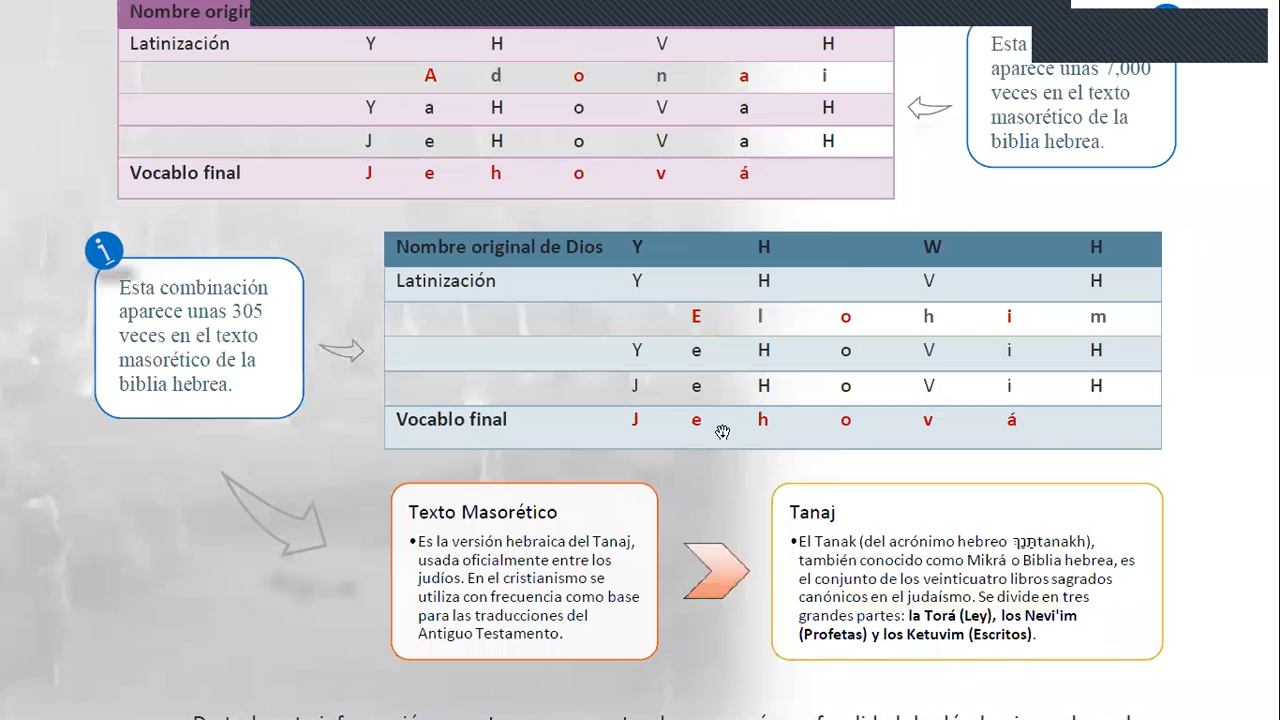 Nombre
Latinización Y H V H
A d o n a i
Y a H o V a H
J e H o V a H
Vocablo final J e h o v á
Esta
aparece unas 7,000
veces en el texto
masorético de la
biblia hebrea.
Esta combinación
aparece unas 305
veces en el texto
masorético de la
biblia hebrea.
Nombre original de Dios Y H W H
Latinización Y H V H
E l o h i m
Y e H o V i H
J e H o V i H
Vocablo final J e h o v á
Texto Masorético
•Es la versión hebraica del Tanaj,
usada oficialmente entre los
judíos. En el cristianismo se
utiliza con frecuencia como base
para las traducciones del
Antiguo Testamento.
Tanaj
•El Tanak (del acrónimo hebreo תַּנַךְ tanakh),
también conocido como Mikrá o Biblia hebrea, es
el conjunto de los veinticuatro libros sagrados
canónicos en el judaísmo. Se divide en tres
grandes partes: la Torá (Ley), los Nevi'im
(Profetas) y los Ketuvim (Escritos).